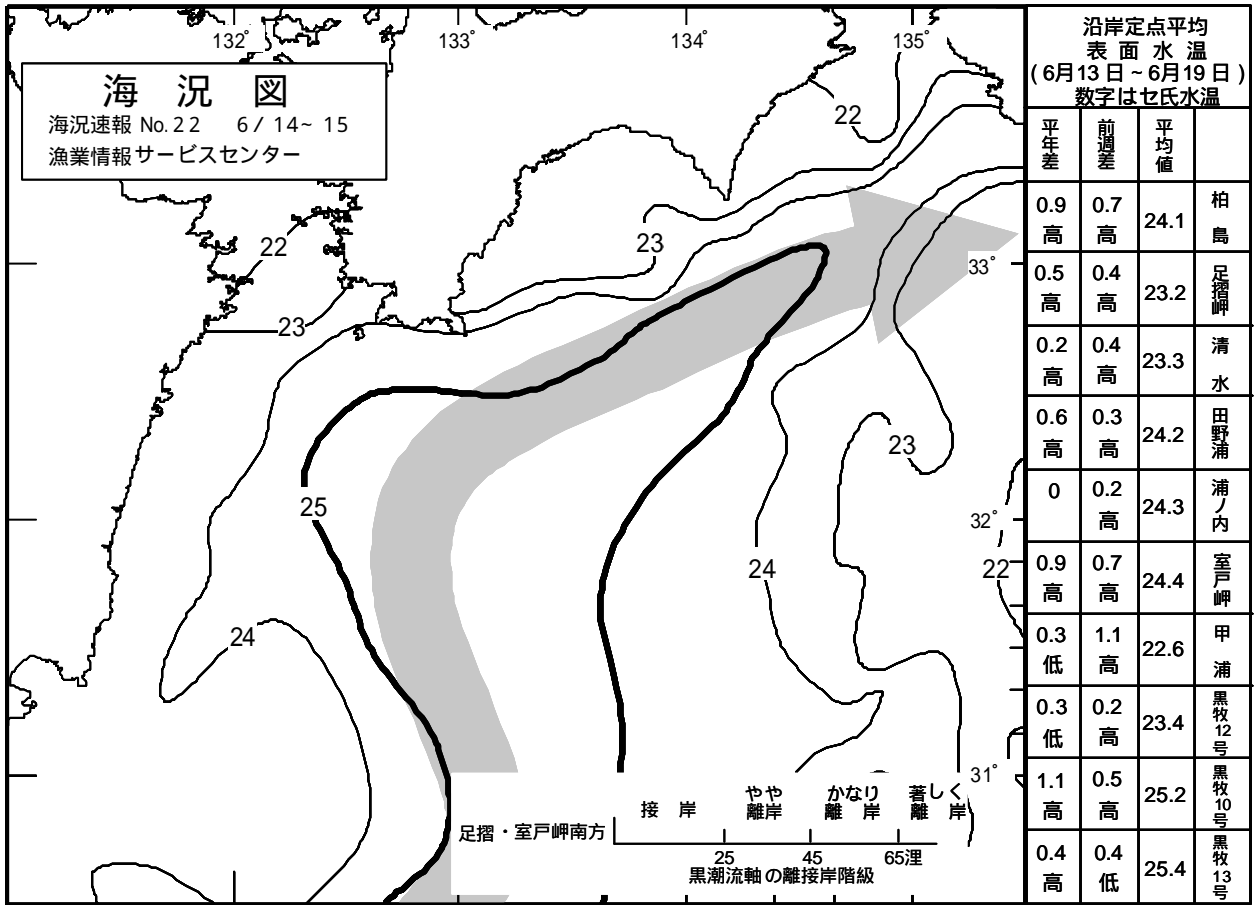 132°
133°
134°
135°
海況図
海況速報 No.22 6/14~15
漁業情報サービスセンター
22
22
23
33°
23
23
25
32°
24
22
24
31°
接岸 やや離岸 かなり離岸 著しく離岸
足摺・室戸岬南方
25 45 65浬
黒潮流軸の離接岸階級
沿岸定点平均
表面水温
(6月13日~6月19日)
数字はセ氏水温
平年差 前週差 平均値
0.9高 0.7高 24.1 柏島
0.5高 0.4高 23.2 足摺岬
0.2高 0.4高 23.3 清水
0.6高 0.3高 24.2 田野浦
0 0.2高 24.3 浦ノ内
0.9高 0.7高 24.4 室戸岬
0.3低 1.1高 22.6 甲浦
0.3低 0.2高 23.4 黒牧12号
1.1高 0.5高 25.2 黒牧10号
0.4高 0.4低 25.4 黒牧13号